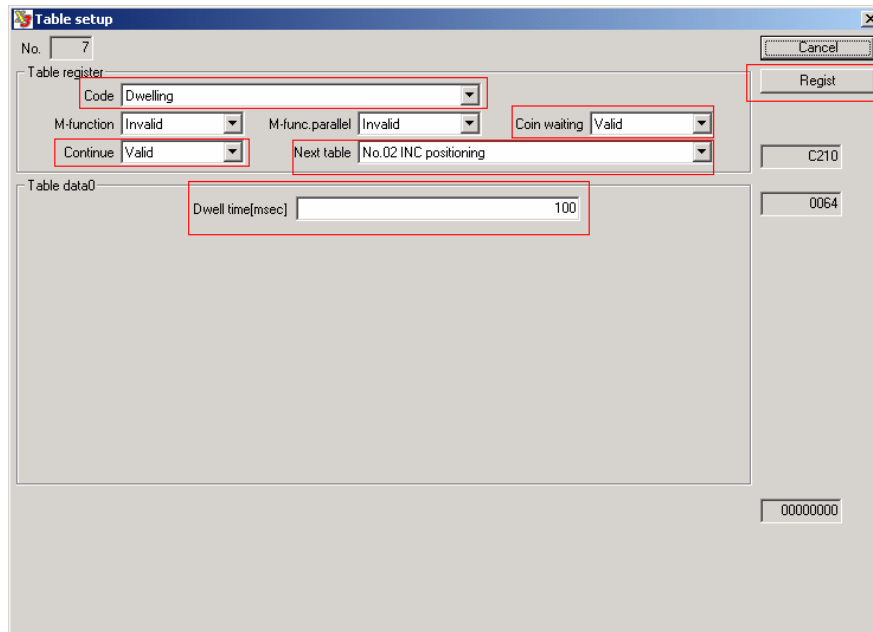 Table setup
No. 7
Cancel
Table register
Regist
Code Dwelling
M-function Invalid M-func.parallel Invalid Coin waiting Valid
Continue Valid Next table No.02 INC positioning
C210
Table data0
Dwell time[msec] 100
0064
00000000